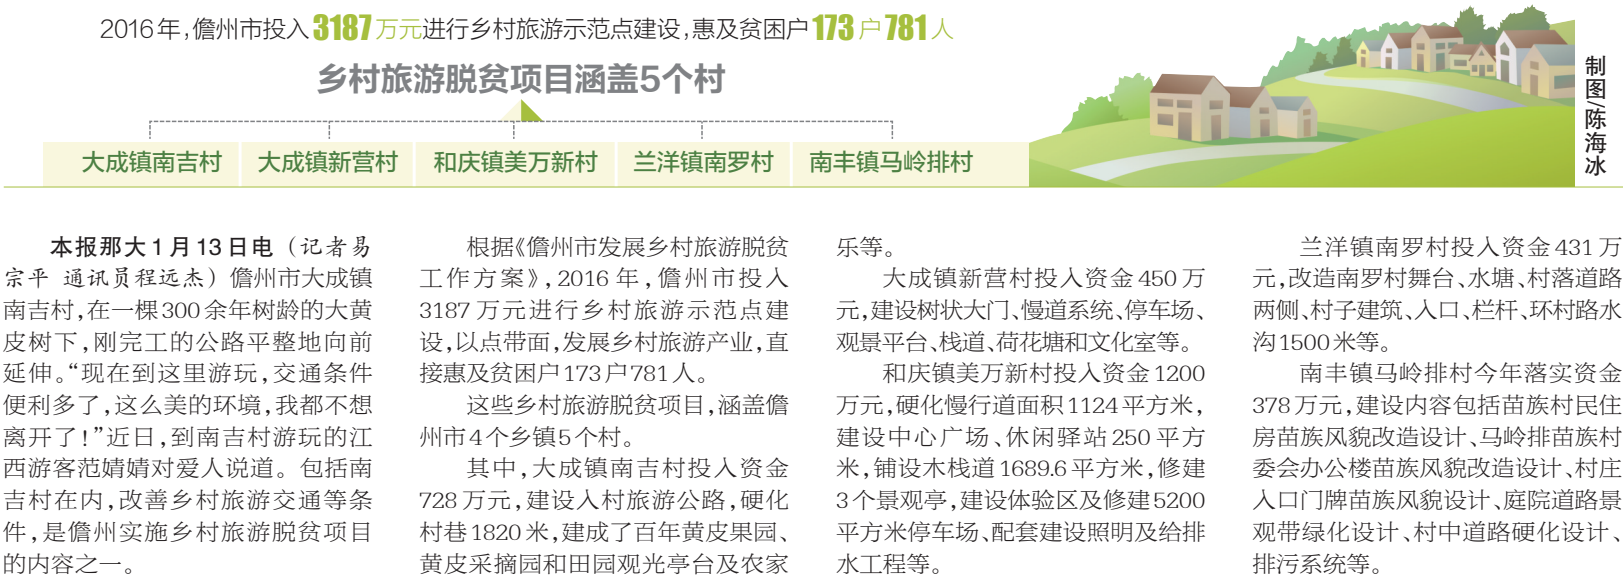 2016年,儋州市投入3187万元进行乡村旅游示范点建设,惠及贫困户173户781人
乡村旅游脱贫项目涵盖5个村
大成镇南吉村
大成镇新营村
和庆镇美万新村
兰洋镇南罗村
南丰镇马岭排村
制图/陈海冰
本报那大1月13日电（记者易
宗平 通讯员程远杰）儋州市大成镇
南吉村,在一棵300余年树龄的大黄
皮树下,刚完工的公路平整地向前
延伸。“现在到这里游玩,交通条件
便利多了,这么美的环境,我都不想
离开了!”近日,到南吉村游玩的江
西游客范婧婧对爱人说道。包括南
吉村在内,改善乡村旅游交通等条
件,是儋州实施乡村旅游脱贫项目
的内容之一。
根据《儋州市发展乡村旅游脱贫
工作方案》,2016年,儋州市投入
3187万元进行乡村旅游示范点建
设,以点带面,发展乡村旅游产业,直
接惠及贫困户173户781人。
这些乡村旅游脱贫项目,涵盖儋
州市4个乡镇5个村。
其中,大成镇南吉村投入资金
728万元,建设入村旅游公路,硬化
村巷1820米,建成了百年黄皮果园、
黄皮采摘园和田园观光亭台及农家
乐等。
大成镇新营村投入资金450万
元,建设树状大门、慢道系统、停车场、
观景平台、栈道、荷花塘和文化室等。
和庆镇美万新村投入资金1200
万元,硬化慢行道面积1124平方米,
建设中心广场、休闲驿站250平方
米,铺设木栈道1689.6平方米,修建
3个景观亭,建设体验区及修建5200
平方米停车场、配套建设照明及给排
水工程等。
兰洋镇南罗村投入资金431万
元,改造南罗村舞台、水塘、村落道路
两侧、村子建筑、入口、栏杆、环村路水
沟1500米等。
南丰镇马岭排村今年落实资金
378万元,建设内容包括苗族村民住
房苗族风貌改造设计、马岭排苗族村
委会办公楼苗族风貌改造设计、村庄
入口门牌苗族风貌设计、庭院道路景
观带绿化设计、村中道路硬化设计、
排污系统等。